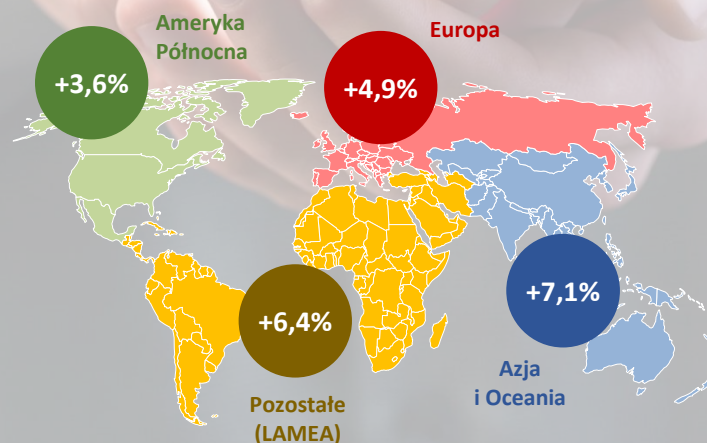 Ameryka
Północna
+3,6%
Europa
+4,9%
+6,4%
Pozostałe
(LAMEA)
+7,1%
Azja
i Oceania